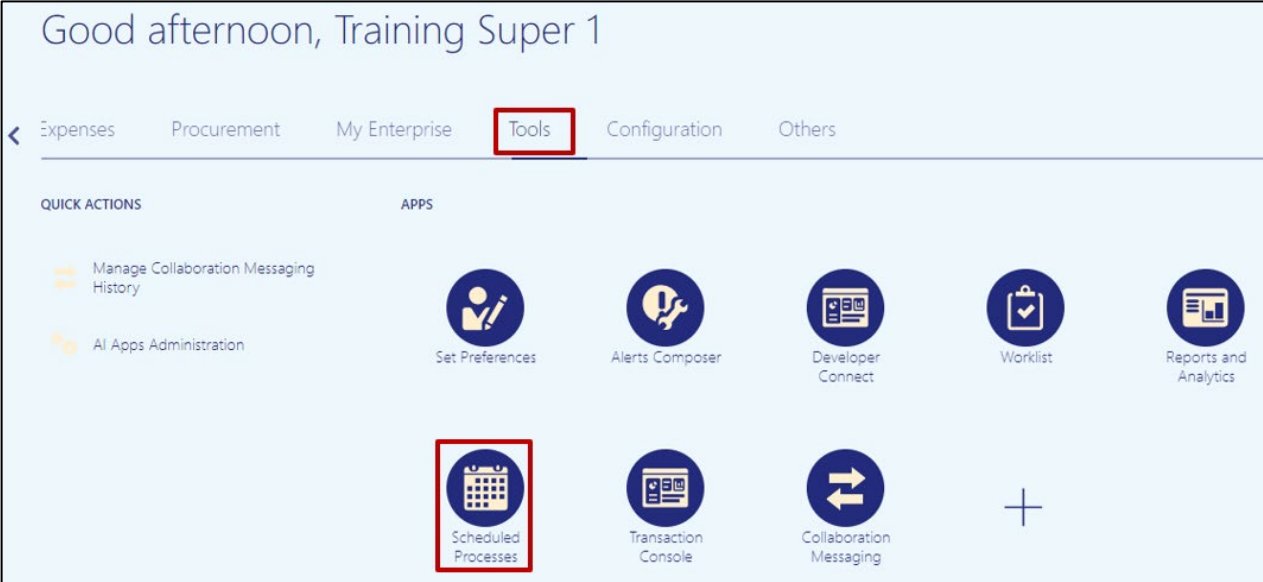 Good afternoon, Training Super 1
Expenses Procurement My Enterprise Tools Configuration Others
QUICK ACTIONS
APPS
Manage Collaboration Messaging
History
AI Apps Administration
Set Preferences
Alerts Composer
Developer
Connect
Worklist
Reports and
Analytics
Scheduled
Processes
Transaction
Console
Collaboration
Messaging